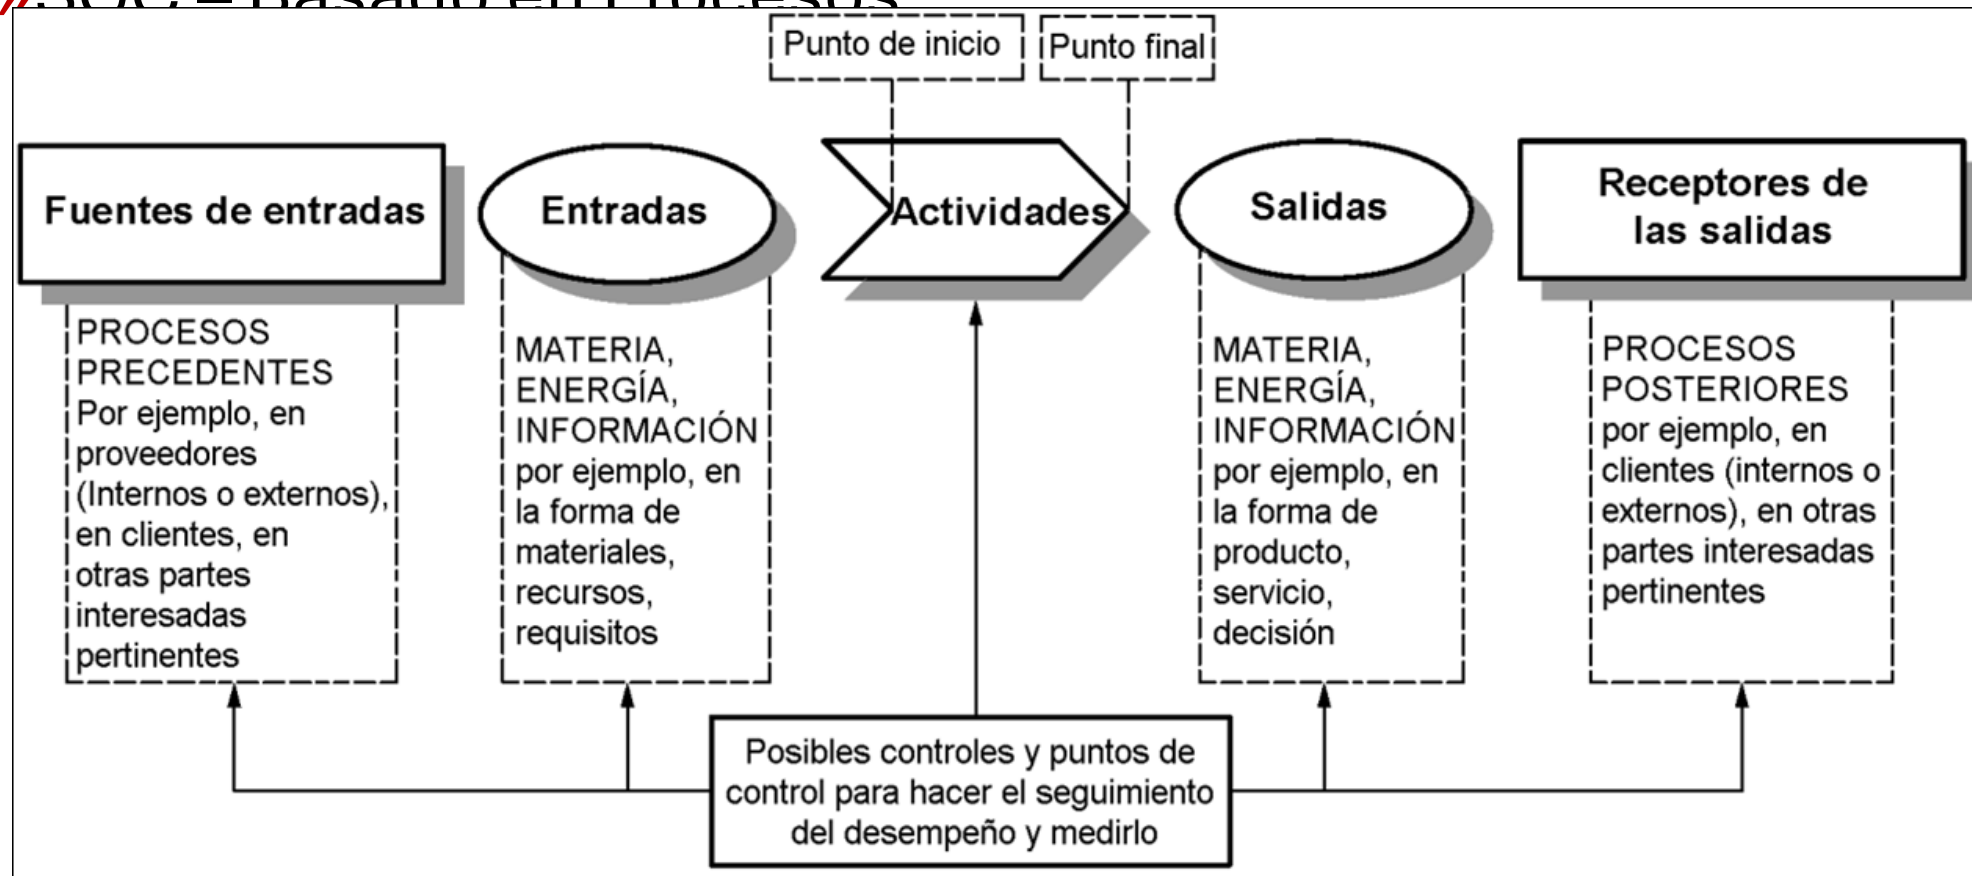 SOC – Basado en Procesos
Punto de inicio
Punto final
Fuentes de entradas
Entradas
Actividades
Salidas
Receptores de
las salidas
PROCESOS
PRECEDENTES
Por ejemplo, en
proveedores
(Internos o externos),
en clientes, en
otras partes
interesadas
pertinentes
MATERIA,
ENERGÍA,
INFORMACIÓN
por ejemplo, en
la forma de
materiales,
recursos,
requisitos
MATERIA,
ENERGÍA,
INFORMACIÓN
por ejemplo, en
la forma de
producto,
servicio,
decisión
PROCESOS
POSTERIORES
por ejemplo, en
clientes (internos o
externos), en otras
partes interesadas
pertinentes
Posibles controles y puntos de
control para hacer el seguimiento
del desempeño y medirlo